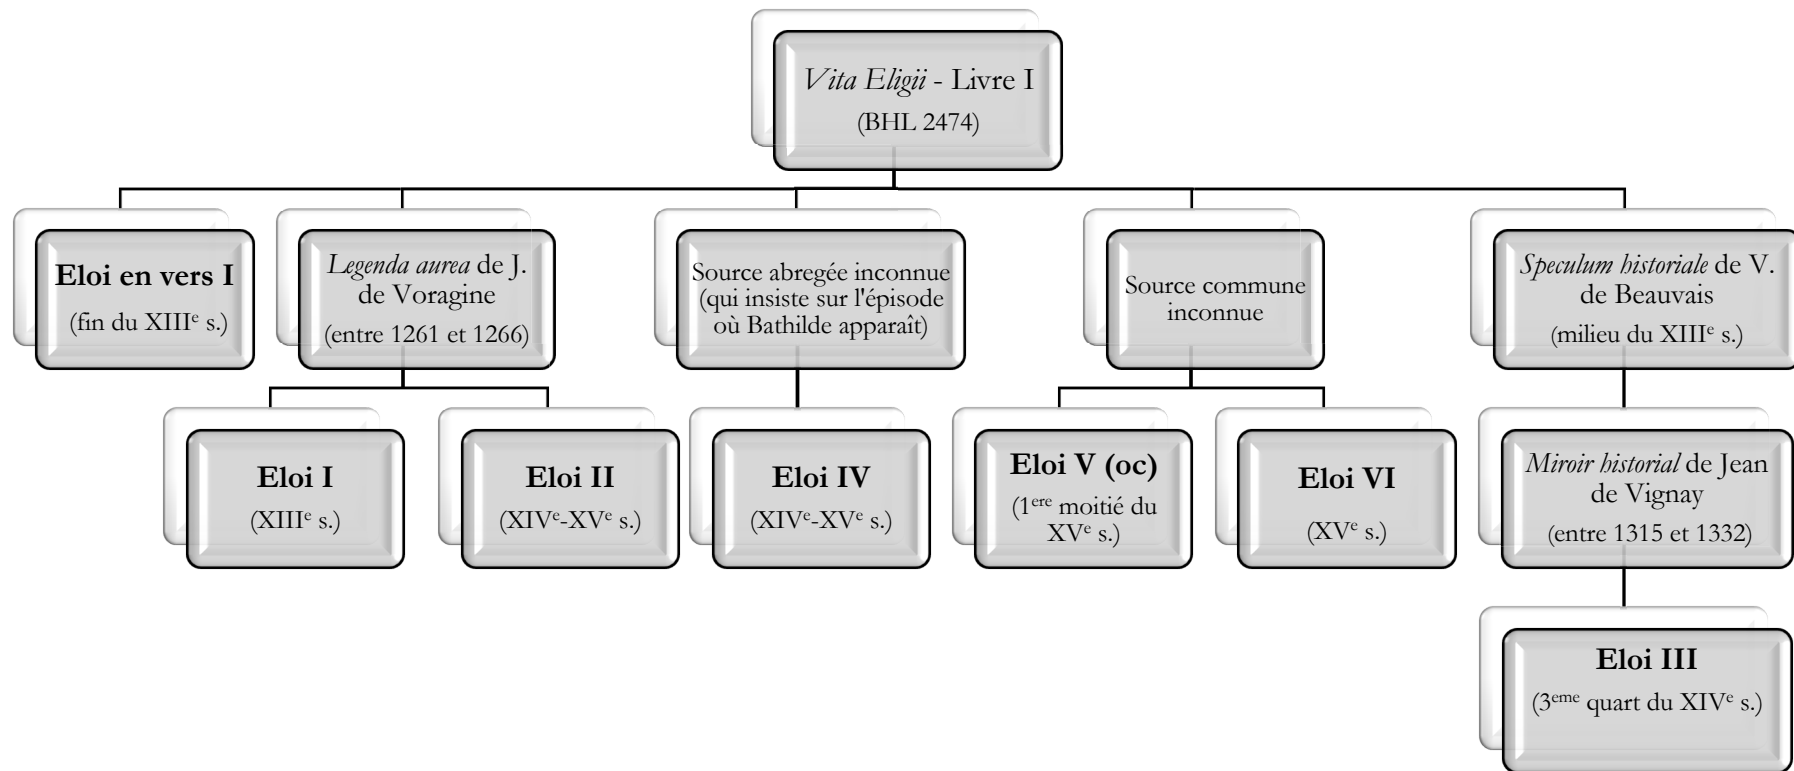 Vita Eligii - Livre I
(BHL 2474)
Eloi en vers I
(fin du XIIIe s.)
Legenda aurea de J.
de Voragine
(entre 1261 et 1266)
Source abregée inconnue
(qui insiste sur l'épisode
où Bathilde apparaît)
Source commune
inconnue
Speculum historiale de V.
de Beauvais
(milieu du XIIIe s.)
Eloi I
(XIIIe s.)
Eloi II
(XIVe-XVe s.)
Eloi IV
(XIVe-XVe s.)
Eloi V (oc)
(1ere moitié du
XVe s.)
Eloi VI
(XVe s.)
Miroir historial de Jean
de Vignay
(entre 1315 et 1332)
Eloi III
(3eme quart du XIVe s.)